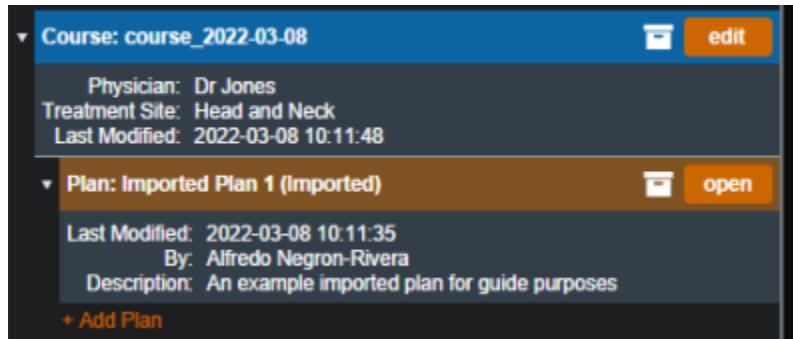 Course: course_2022-03-08 edit
Physician: Dr Jones
Treatment Site: Head and Neck
Last Modified: 2022-03-08 10:11:48
Plan: Imported Plan 1 (Imported) open
Last Modified: 2022-03-08 10:11:35
By: Alfredo Negron-Rivera
Description: An example imported plan for guide purposes
+ Add Plan